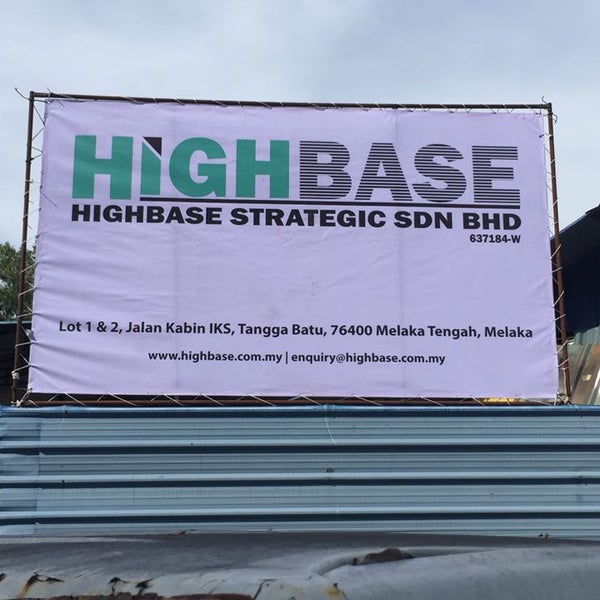 HiGHBASE
HIGHBASE STRATEGIC SDN BHD
637184-W
Lot 1 & 2, Jalan Kabin IKS, Tangga Batu, 76400 Melaka Tengah, Melaka
www.highbase.com.my | enquiry@highbase.com.my